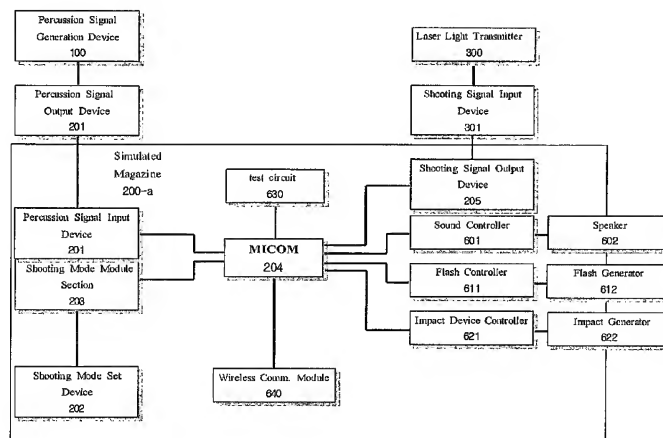 Percussion Signal
Generation Device
100
Laser Light Transmitter
300
Percussion Signal
Output Device
201
Shooting Signal Input
Device
301
Simulated
Magazine
200-a
test circuit
630
Shooting Signal Output
Device
205
Percussion Signal Input
Device
201
Shooting Mode Module
Section
203
MICOM
204
Sound Controller
601
Speaker
602
Flash Controller
611
Flash Generator
612
Impact Device Controller
621
Impact Generator
622
Shooting Mode Set
Device
202
Wireless Comm. Module
640